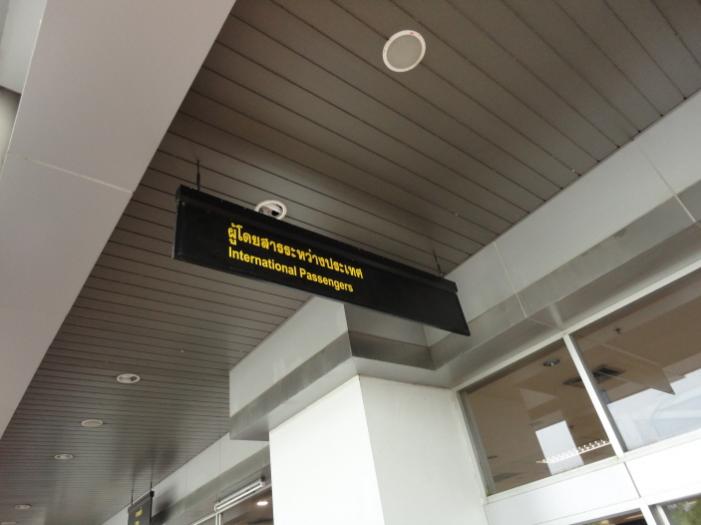 ผู้โดยสารระหว่างประเทศ
International Passengers